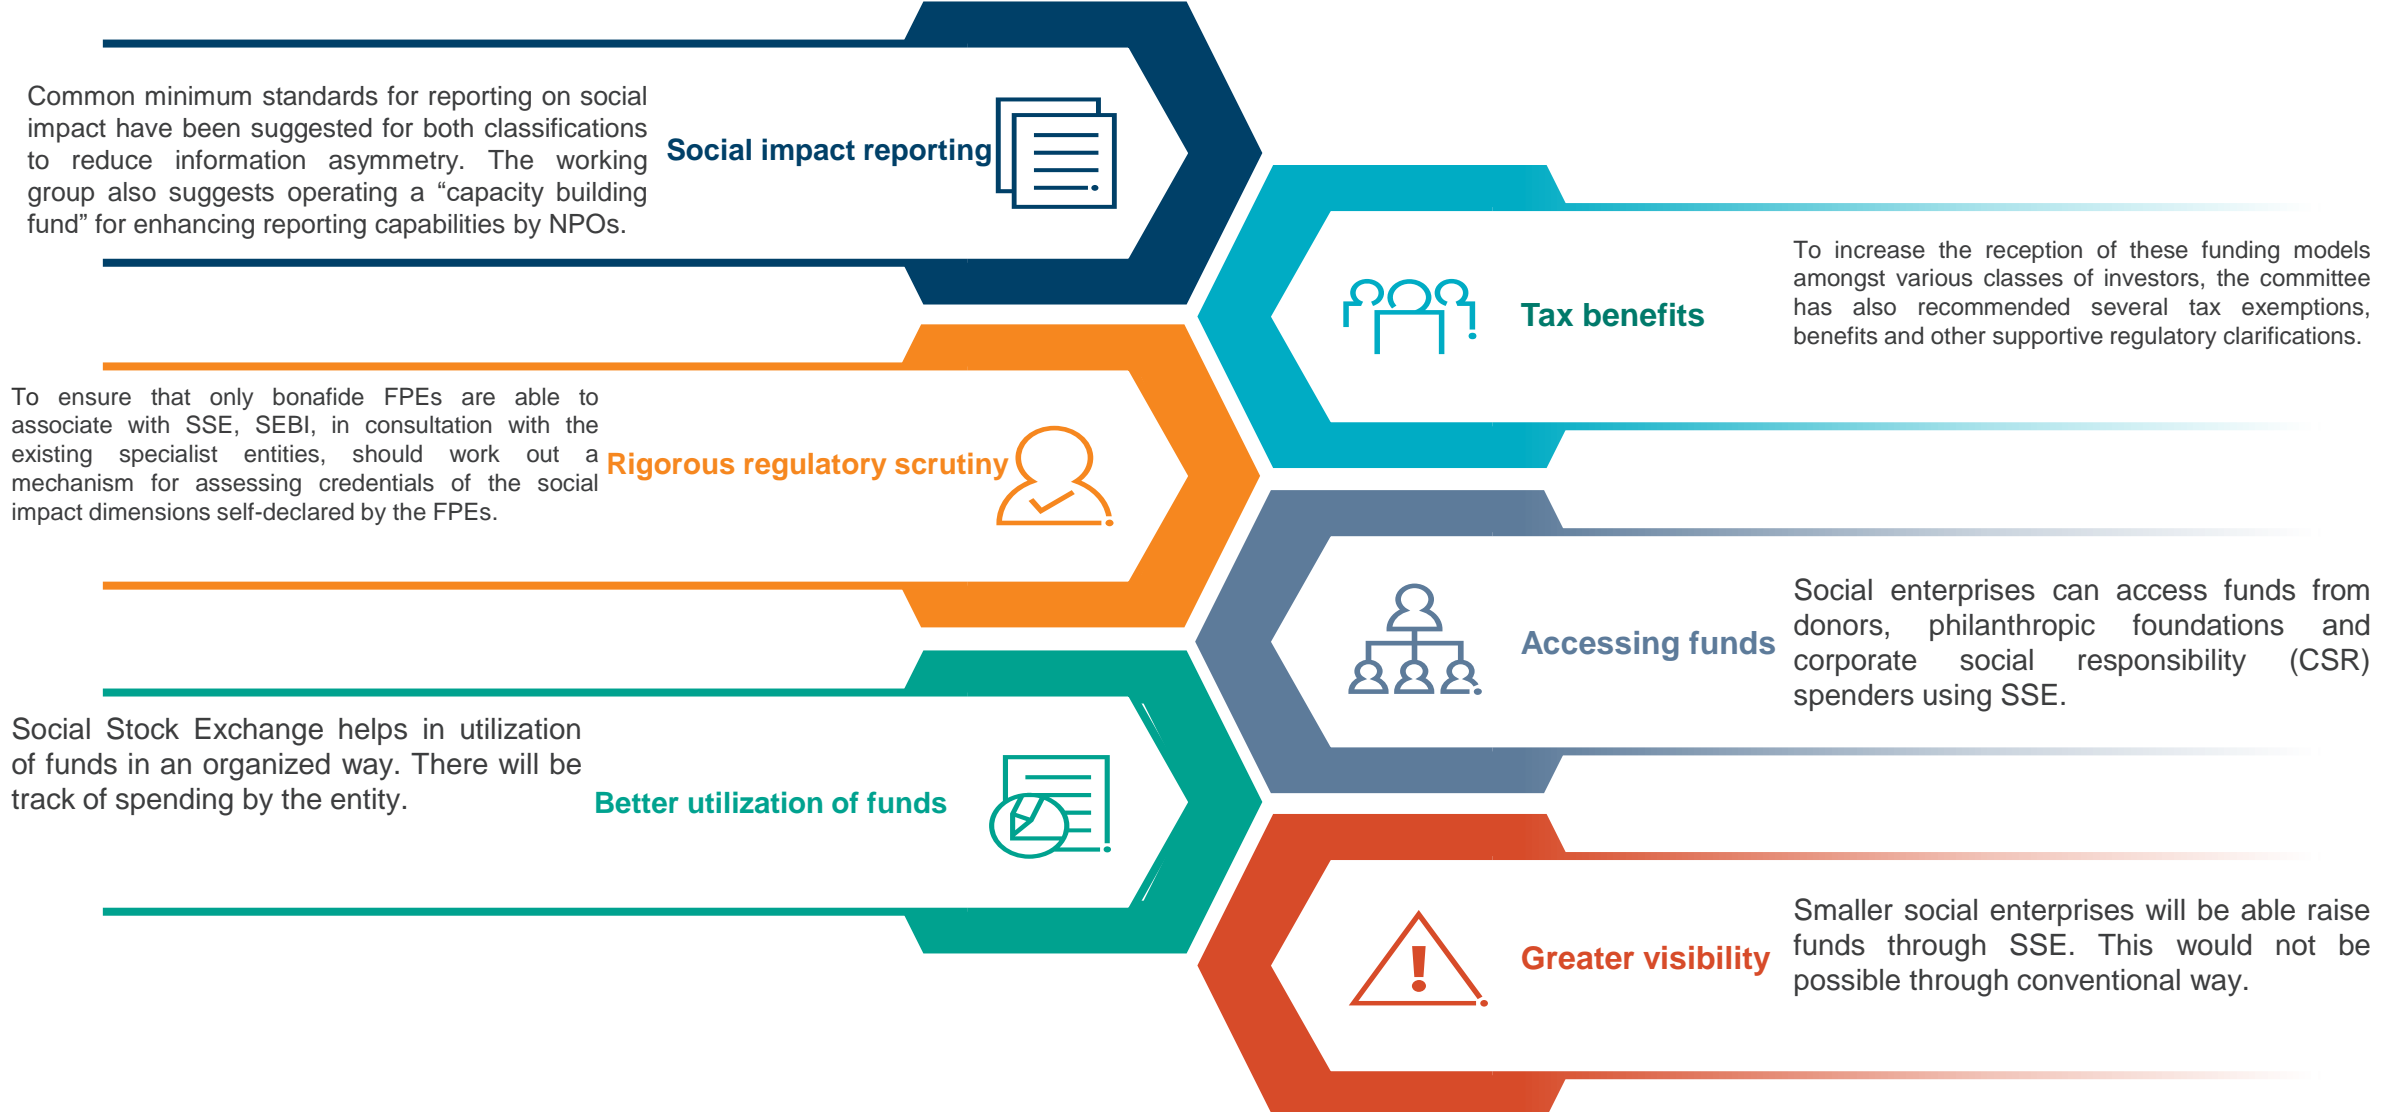 Common minimum standards for reporting on social
impact have been suggested for both classifications
to reduce information asymmetry. The working
group also suggests operating a “capacity building
fund” for enhancing reporting capabilities by NPOs.
Social impact reporting
Tax benefits
To increase the reception of these funding models
amongst various classes of investors, the committee
has also recommended several tax exemptions,
benefits and other supportive regulatory clarifications.
To ensure that only bonafide FPEs are able to
associate with SSE, SEBI, in consultation with the
existing specialist entities, should work out a
mechanism for assessing credentials of the social
impact dimensions self-declared by the FPEs.
Rigorous regulatory scrutiny
Accessing funds
Social enterprises can access funds from
donors, philanthropic foundations and
corporate social responsibility (CSR)
spenders using SSE.
Social Stock Exchange helps in utilization
of funds in an organized way. There will be
track of spending by the entity.
Better utilization of funds
Greater visibility
Smaller social enterprises will be able raise
funds through SSE. This would not be
possible through conventional way.